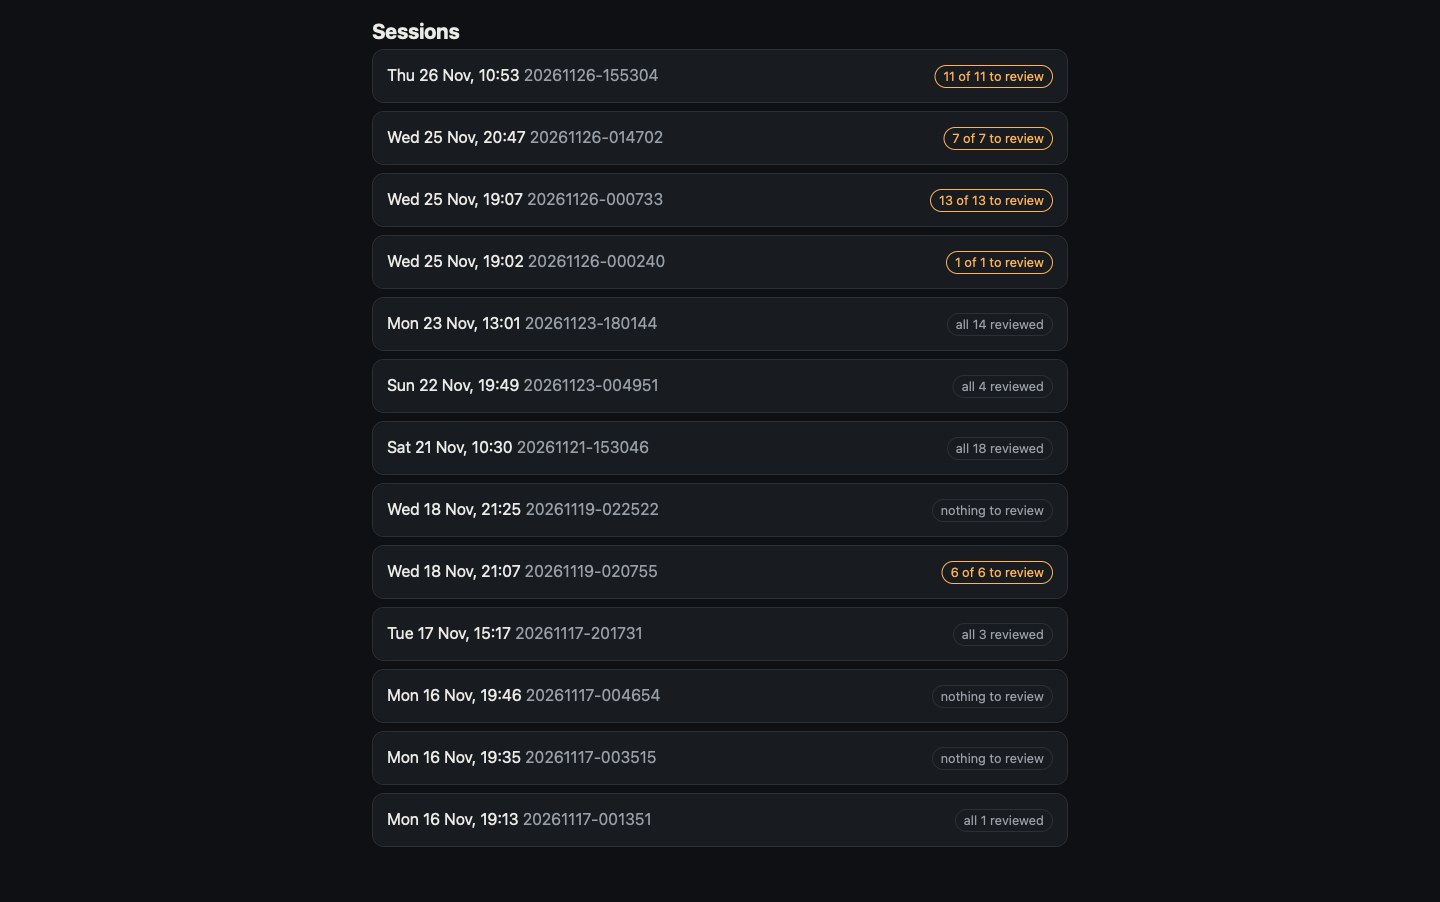 Sessions
Thu 26 Nov, 10:53 20261126-155304 11 of 11 to review
Wed 25 Nov, 20:47 20261126-014702 7 of 7 to review
Wed 25 Nov, 19:07 20261126-000733 13 of 13 to review
Wed 25 Nov, 19:02 20261126-000240 1 of 1 to review
Mon 23 Nov, 13:01 20261123-180144 all 14 reviewed
Sun 22 Nov, 19:49 20261123-004951 all 4 reviewed
Sat 21 Nov, 10:30 20261121-153046 all 18 reviewed
Wed 18 Nov, 21:25 20261119-022522 nothing to review
Wed 18 Nov, 21:07 20261119-020755 6 of 6 to review
Tue 17 Nov, 15:17 20261117-201731 all 3 reviewed
Mon 16 Nov, 19:46 20261117-004654 nothing to review
Mon 16 Nov, 19:35 20261117-003515 nothing to review
Mon 16 Nov, 19:13 20261117-001351 all 1 reviewed